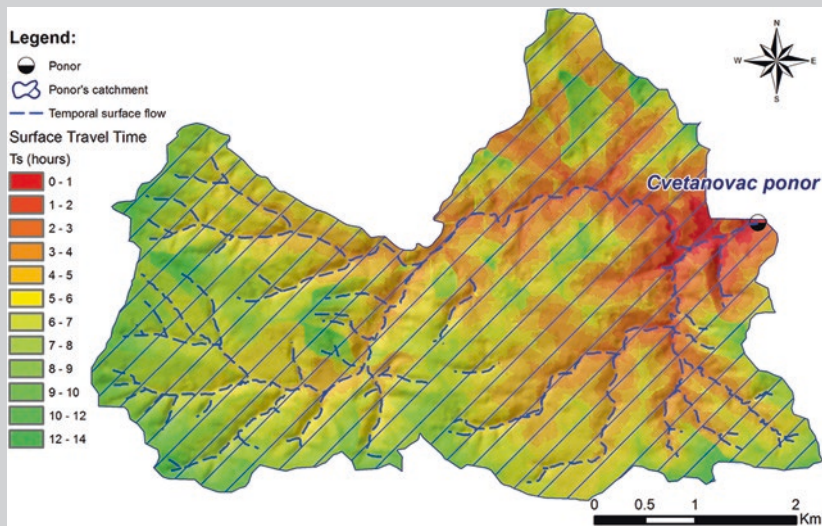 Legend:
Ponor
Ponor's catchment
Temporal surface flow
Surface Travel Time
Ts (hours)
0 - 1
1 - 2
2 - 3
3 - 4
4 - 5
5 - 6
6 - 7
7 - 8
8 - 9
9 - 10
10 - 12
12 - 14
N
W E
S
Cvetanovac ponor
0 0.5 1 2
Km